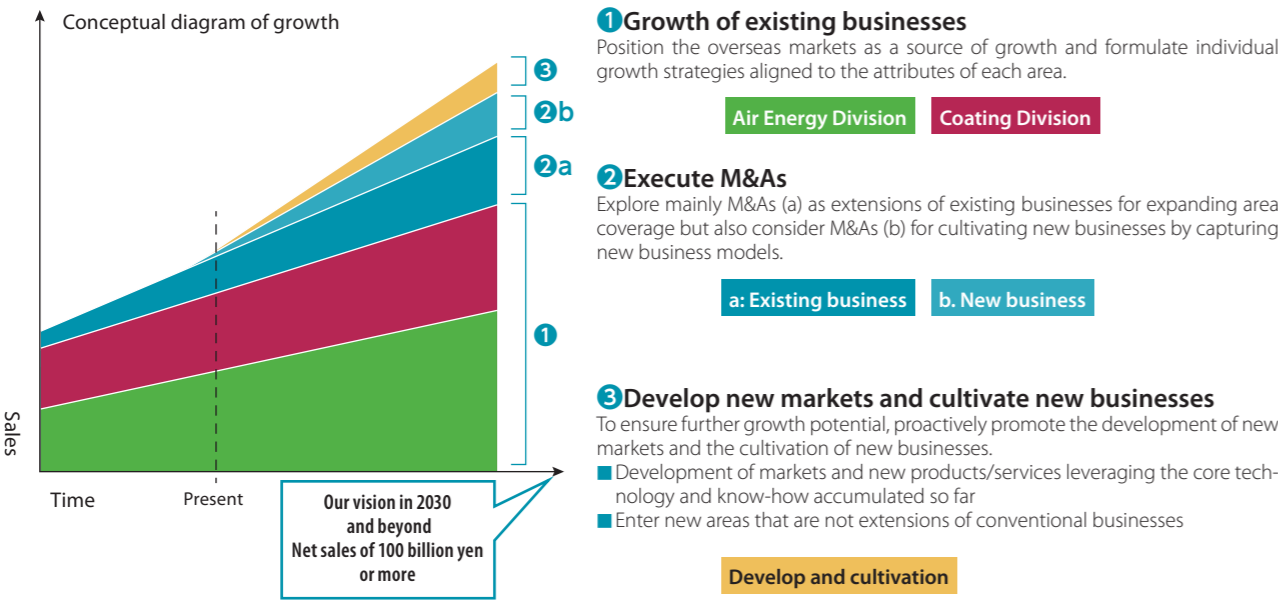 Conceptual diagram of growth
❸
❷b
❷a
❶
Sales
Time
Present
Our vision in 2030
and beyond
Net sales of 100 billion yen
or more
❶Growth of existing businesses
Position the overseas markets as a source of growth and formulate individual
growth strategies aligned to the attributes of each area.
Air Energy Division
Coating Division
❷Execute M&As
Explore mainly M&As (a) as extensions of existing businesses for expanding area
coverage but also consider M&As (b) for cultivating new businesses by capturing
new business models.
a: Existing business
b. New business
❸Develop new markets and cultivate new businesses
To ensure further growth potential, proactively promote the development of new
markets and the cultivation of new businesses.
■ Development of markets and new products/services leveraging the core tech-
nology and know-how accumulated so far
■ Enter new areas that are not extensions of conventional businesses
Develop and cultivation